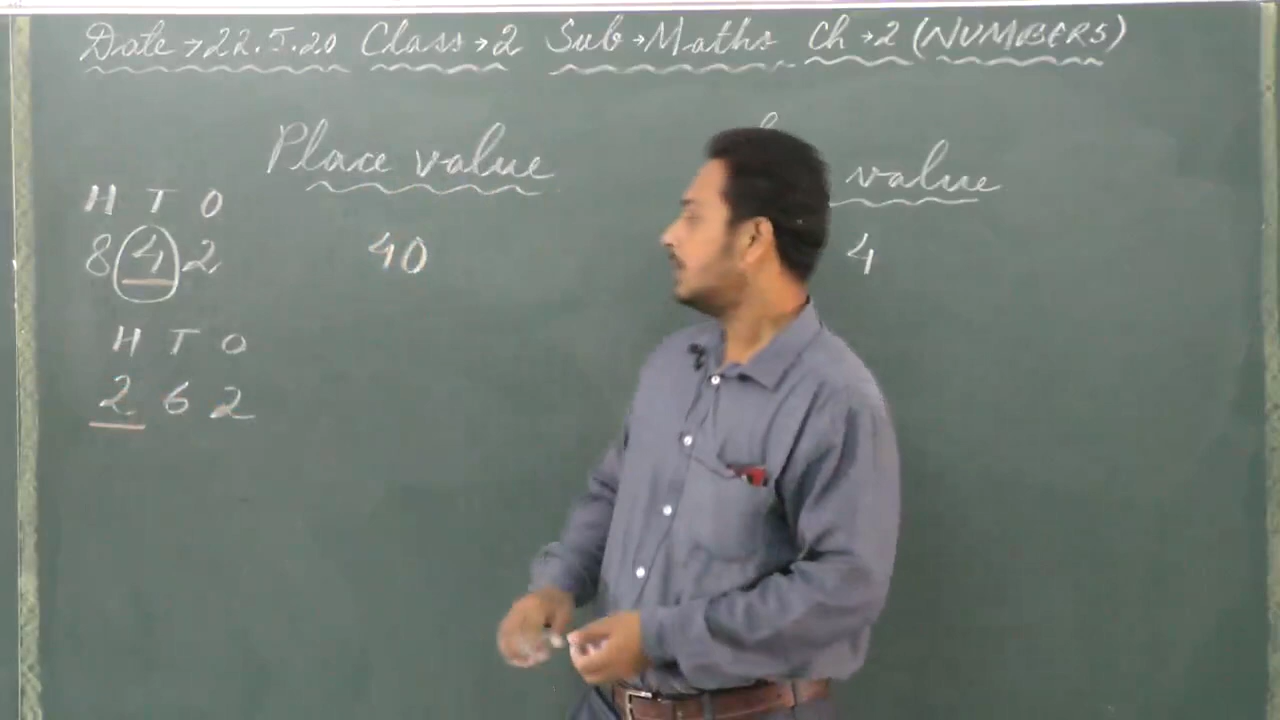 Date → 22.5.20 Class → 2 Sub → Maths Ch → 2 (NUMBERS)
Place value value
H T O
8 4 2 40 4
H T O
2 6 2